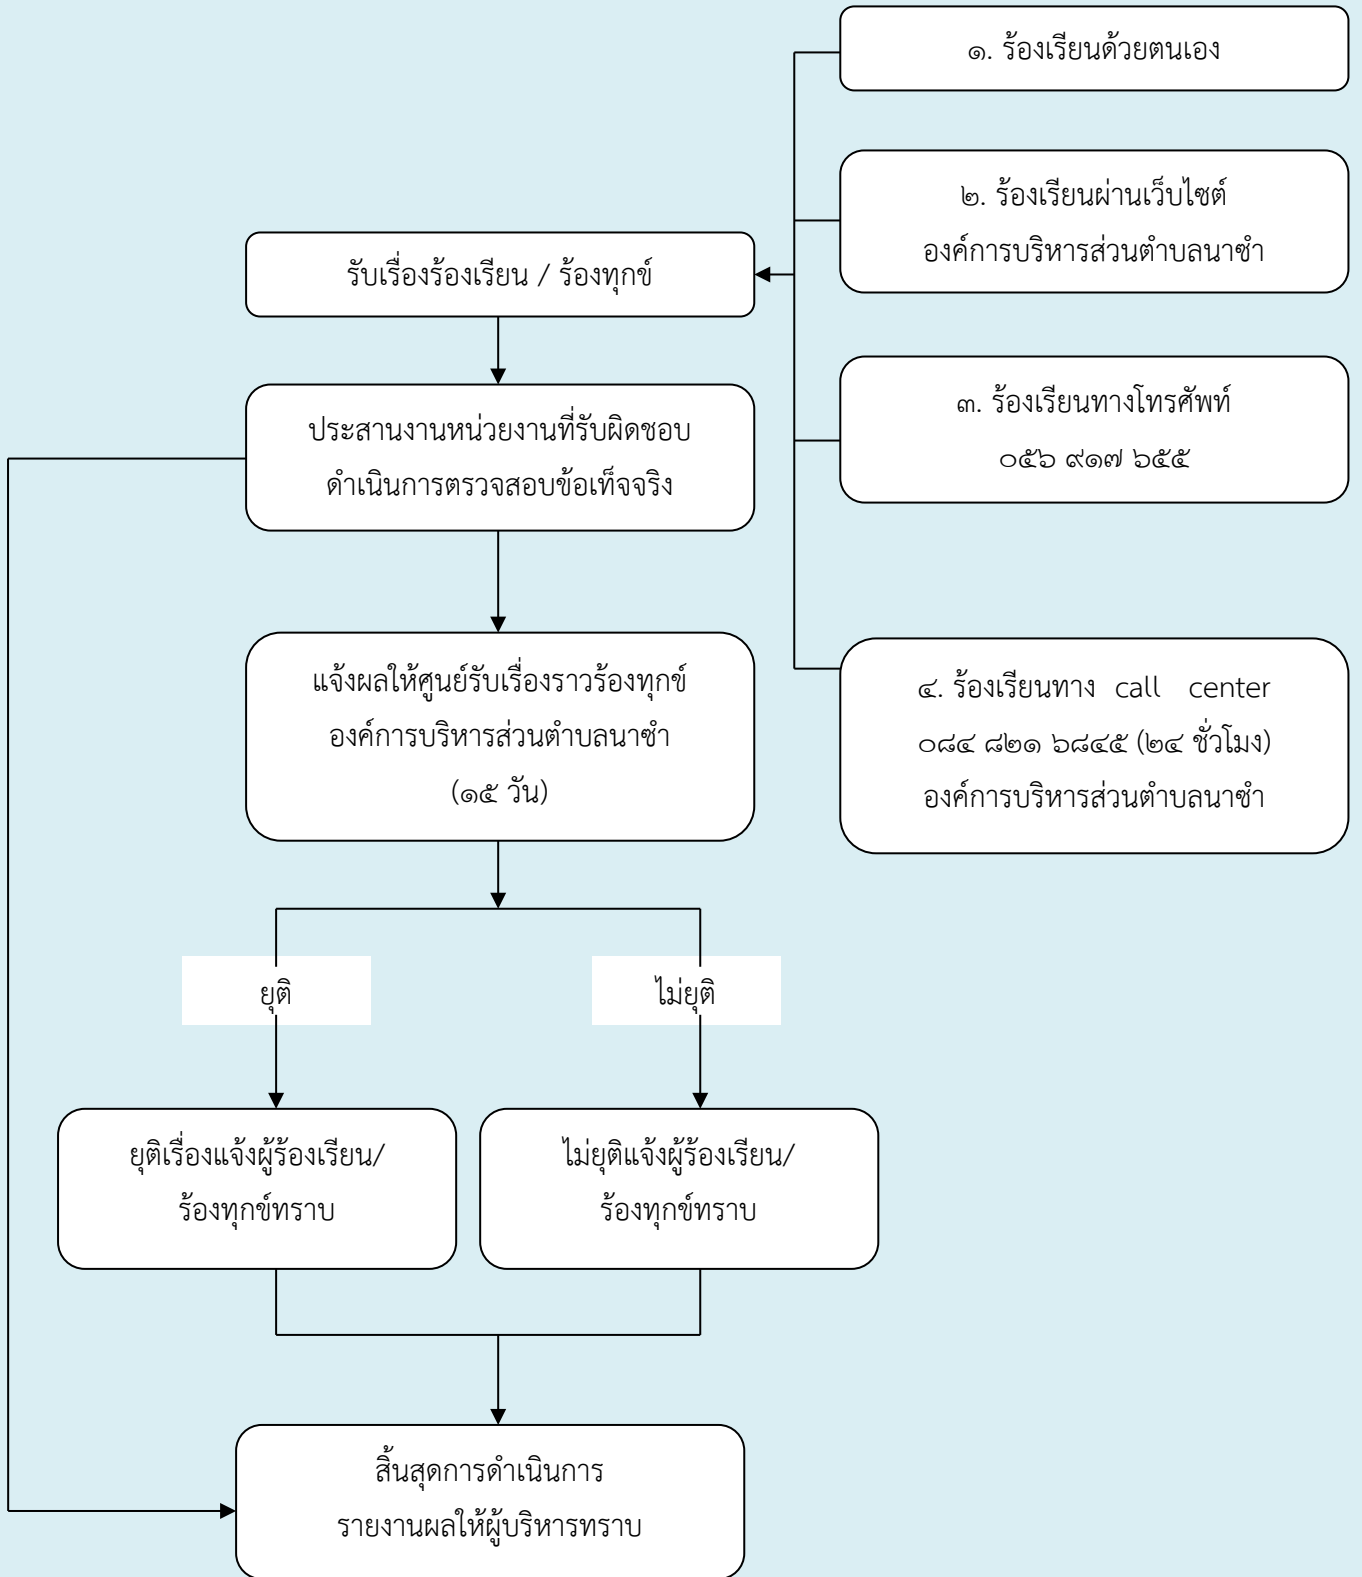 ๑. ร้องเรียนด้วยตนเอง
๒. ร้องเรียนผ่านเว็บไซต์
องค์การบริหารส่วนตำบลนาซำ
รับเรื่องร้องเรียน / ร้องทุกข์
๓. ร้องเรียนทางโทรศัพท์
๐๕๖ ๙๑๗ ๖๕๕
ประสานงานหน่วยงานที่รับผิดชอบ
ดำเนินการตรวจสอบข้อเท็จจริง
๔. ร้องเรียนทาง call center
๐๘๔ ๘๒๑ ๖๘๔๕ (๒๔ ชั่วโมง)
องค์การบริหารส่วนตำบลนาซำ
แจ้งผลให้ศูนย์รับเรื่องราวร้องทุกข์
องค์การบริหารส่วนตำบลนาซำ
(๑๕ วัน)
ยุติ
ไม่ยุติ
ยุติเรื่องแจ้งผู้ร้องเรียน/
ร้องทุกข์ทราบ
ไม่ยุติแจ้งผู้ร้องเรียน/
ร้องทุกข์ทราบ
สิ้นสุดการดำเนินการ
รายงานผลให้ผู้บริหารทราบ